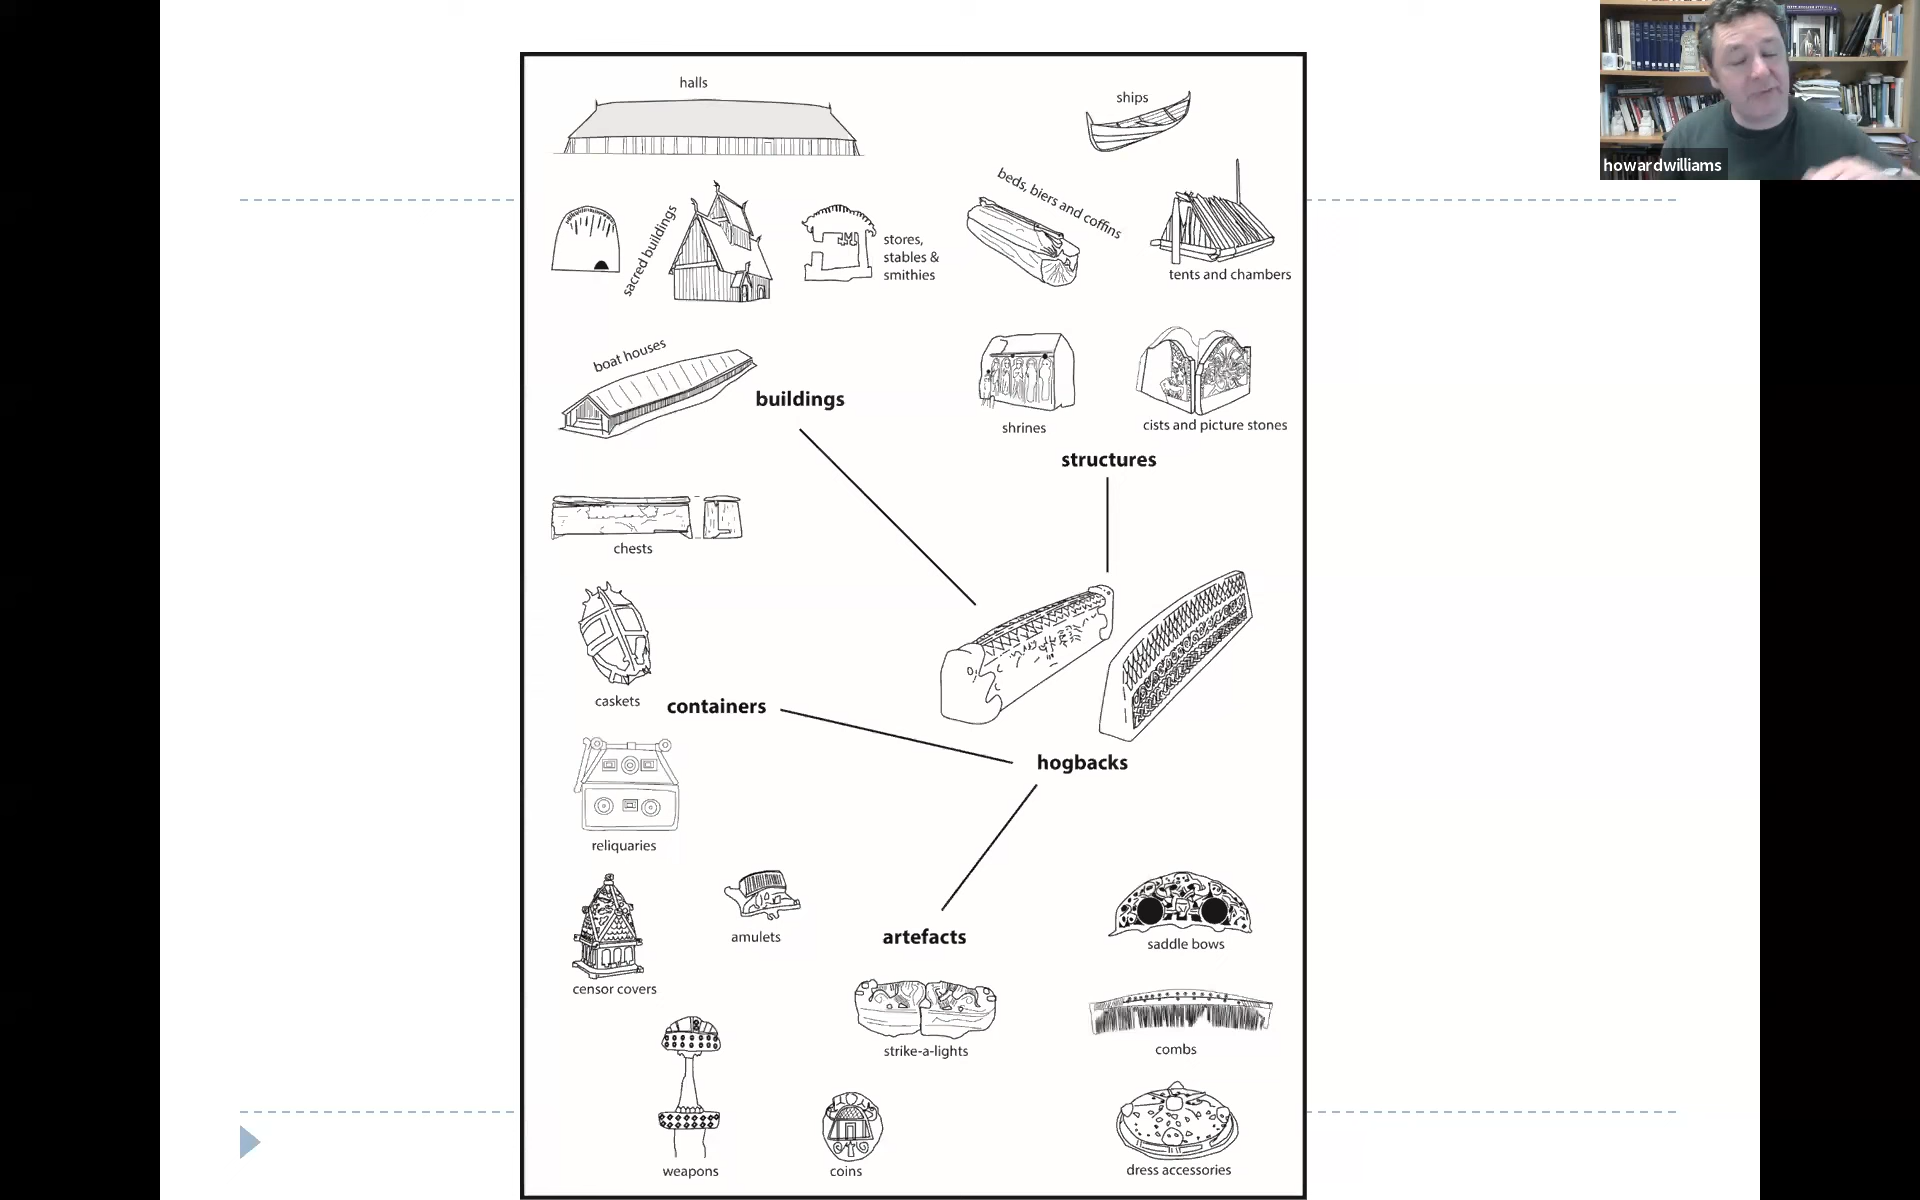 halls
ships
howardwilliams
beds, biers and coffins
sacred buildings
stores,
stables &
smithies
tents and chambers
boat houses
buildings
shrines
cists and picture stones
structures
chests
caskets
containers
hogbacks
reliquaries
amulets
artefacts
saddle bows
censor covers
strike-a-lights
combs
weapons
coins
dress accessories